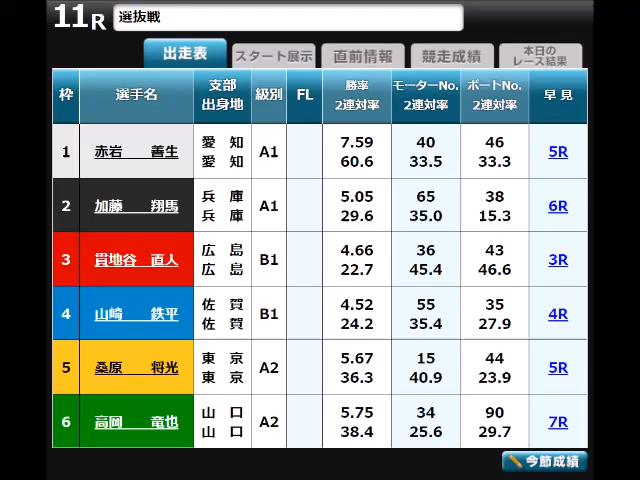 11R 選抜戦
出走表 スタート展示 直前情報 競走成績 本日の
レース結果
枠 選手名 支部 級別 FL 勝率 モーターNo. ボートNo. 早見
出身地 2連対率 2連対率 2連対率
1 赤岩 善生 愛知 A1 7.59 40 46 5R
愛知 60.6 33.5 33.3
2 加藤 翔馬 兵庫 A1 5.05 65 38 6R
兵庫 29.6 35.0 15.3
3 貫地谷 直人 広島 B1 4.66 36 43 3R
広島 22.7 45.4 46.6
4 山崎 鉄平 佐賀 B1 4.52 55 35 4R
佐賀 24.2 35.4 27.9
5 桑原 将光 東京 A2 5.67 15 44 5R
東京 36.3 40.9 23.9
6 高岡 竜也 山口 A2 5.75 34 90 7R
山口 38.4 25.6 29.7
今節成績